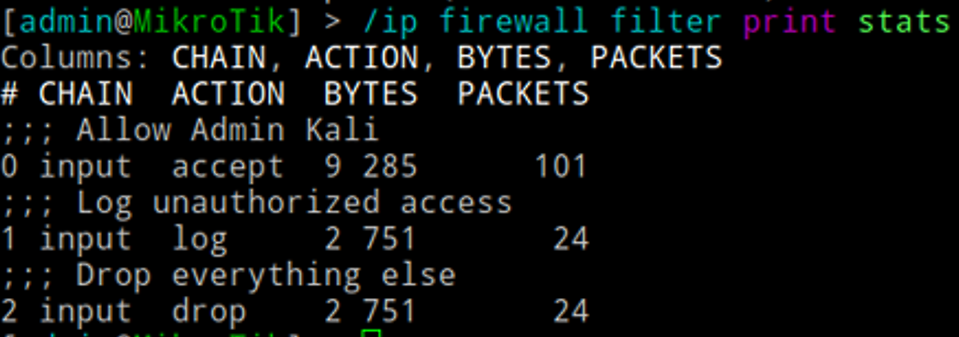 [admin@MikroTik] > /ip firewall filter print stats
Columns: CHAIN, ACTION, BYTES, PACKETS
# CHAIN  ACTION  BYTES  PACKETS
;;; Allow Admin Kali
0 input  accept  9 285      101
;;; Log unauthorized access
1 input  log     2 751       24
;;; Drop everything else
2 input  drop    2 751       24